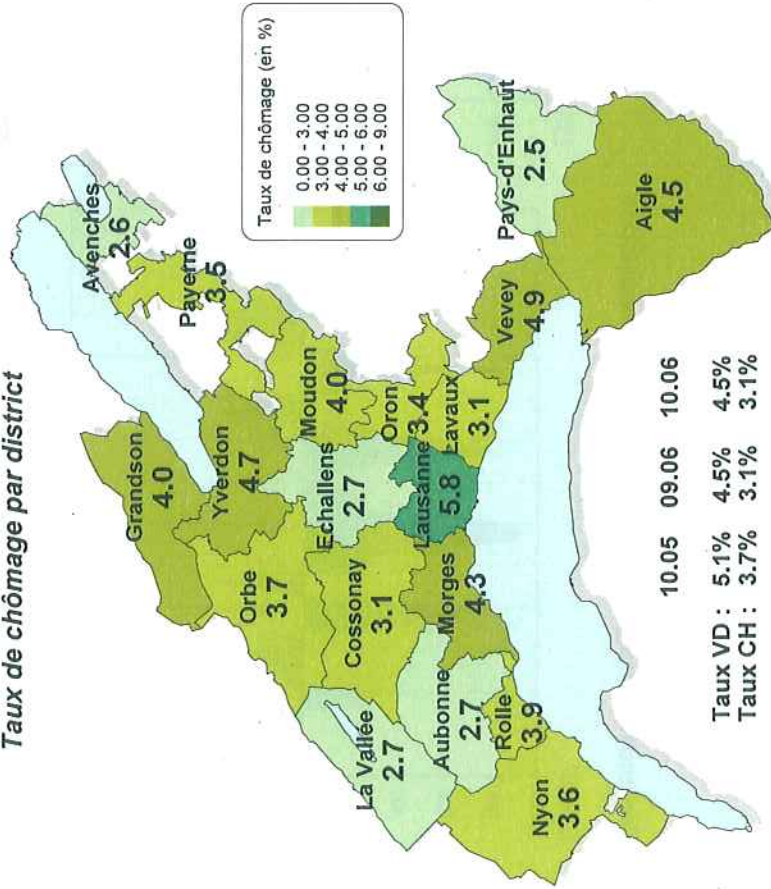 Taux de chômage par district
Taux de chômage (en %)
0.00 - 3.00
3.00 - 4.00
4.00 - 5.00
5.00 - 6.00
6.00 - 9.00
Avenches
2.6
Payerne
3.5
Grandson
4.0
Yverdon
4.7
Moudon
4.0
Orbe
3.7
Echallens
2.7
Oron
3.4
Cossonay
3.1
Lausanne
5.8
Lavaux
3.1
Vevey
4.9
Pays-d'Enhaut
2.5
Aigle
4.5
La Vallée
2.7
Aubonne
2.7
Morges
4.3
Rolle
3.9
Nyon
3.6
10.05 09.06 10.06
Taux VD : 5.1% 4.5% 4.5%
Taux CH : 3.7% 3.1% 3.1%